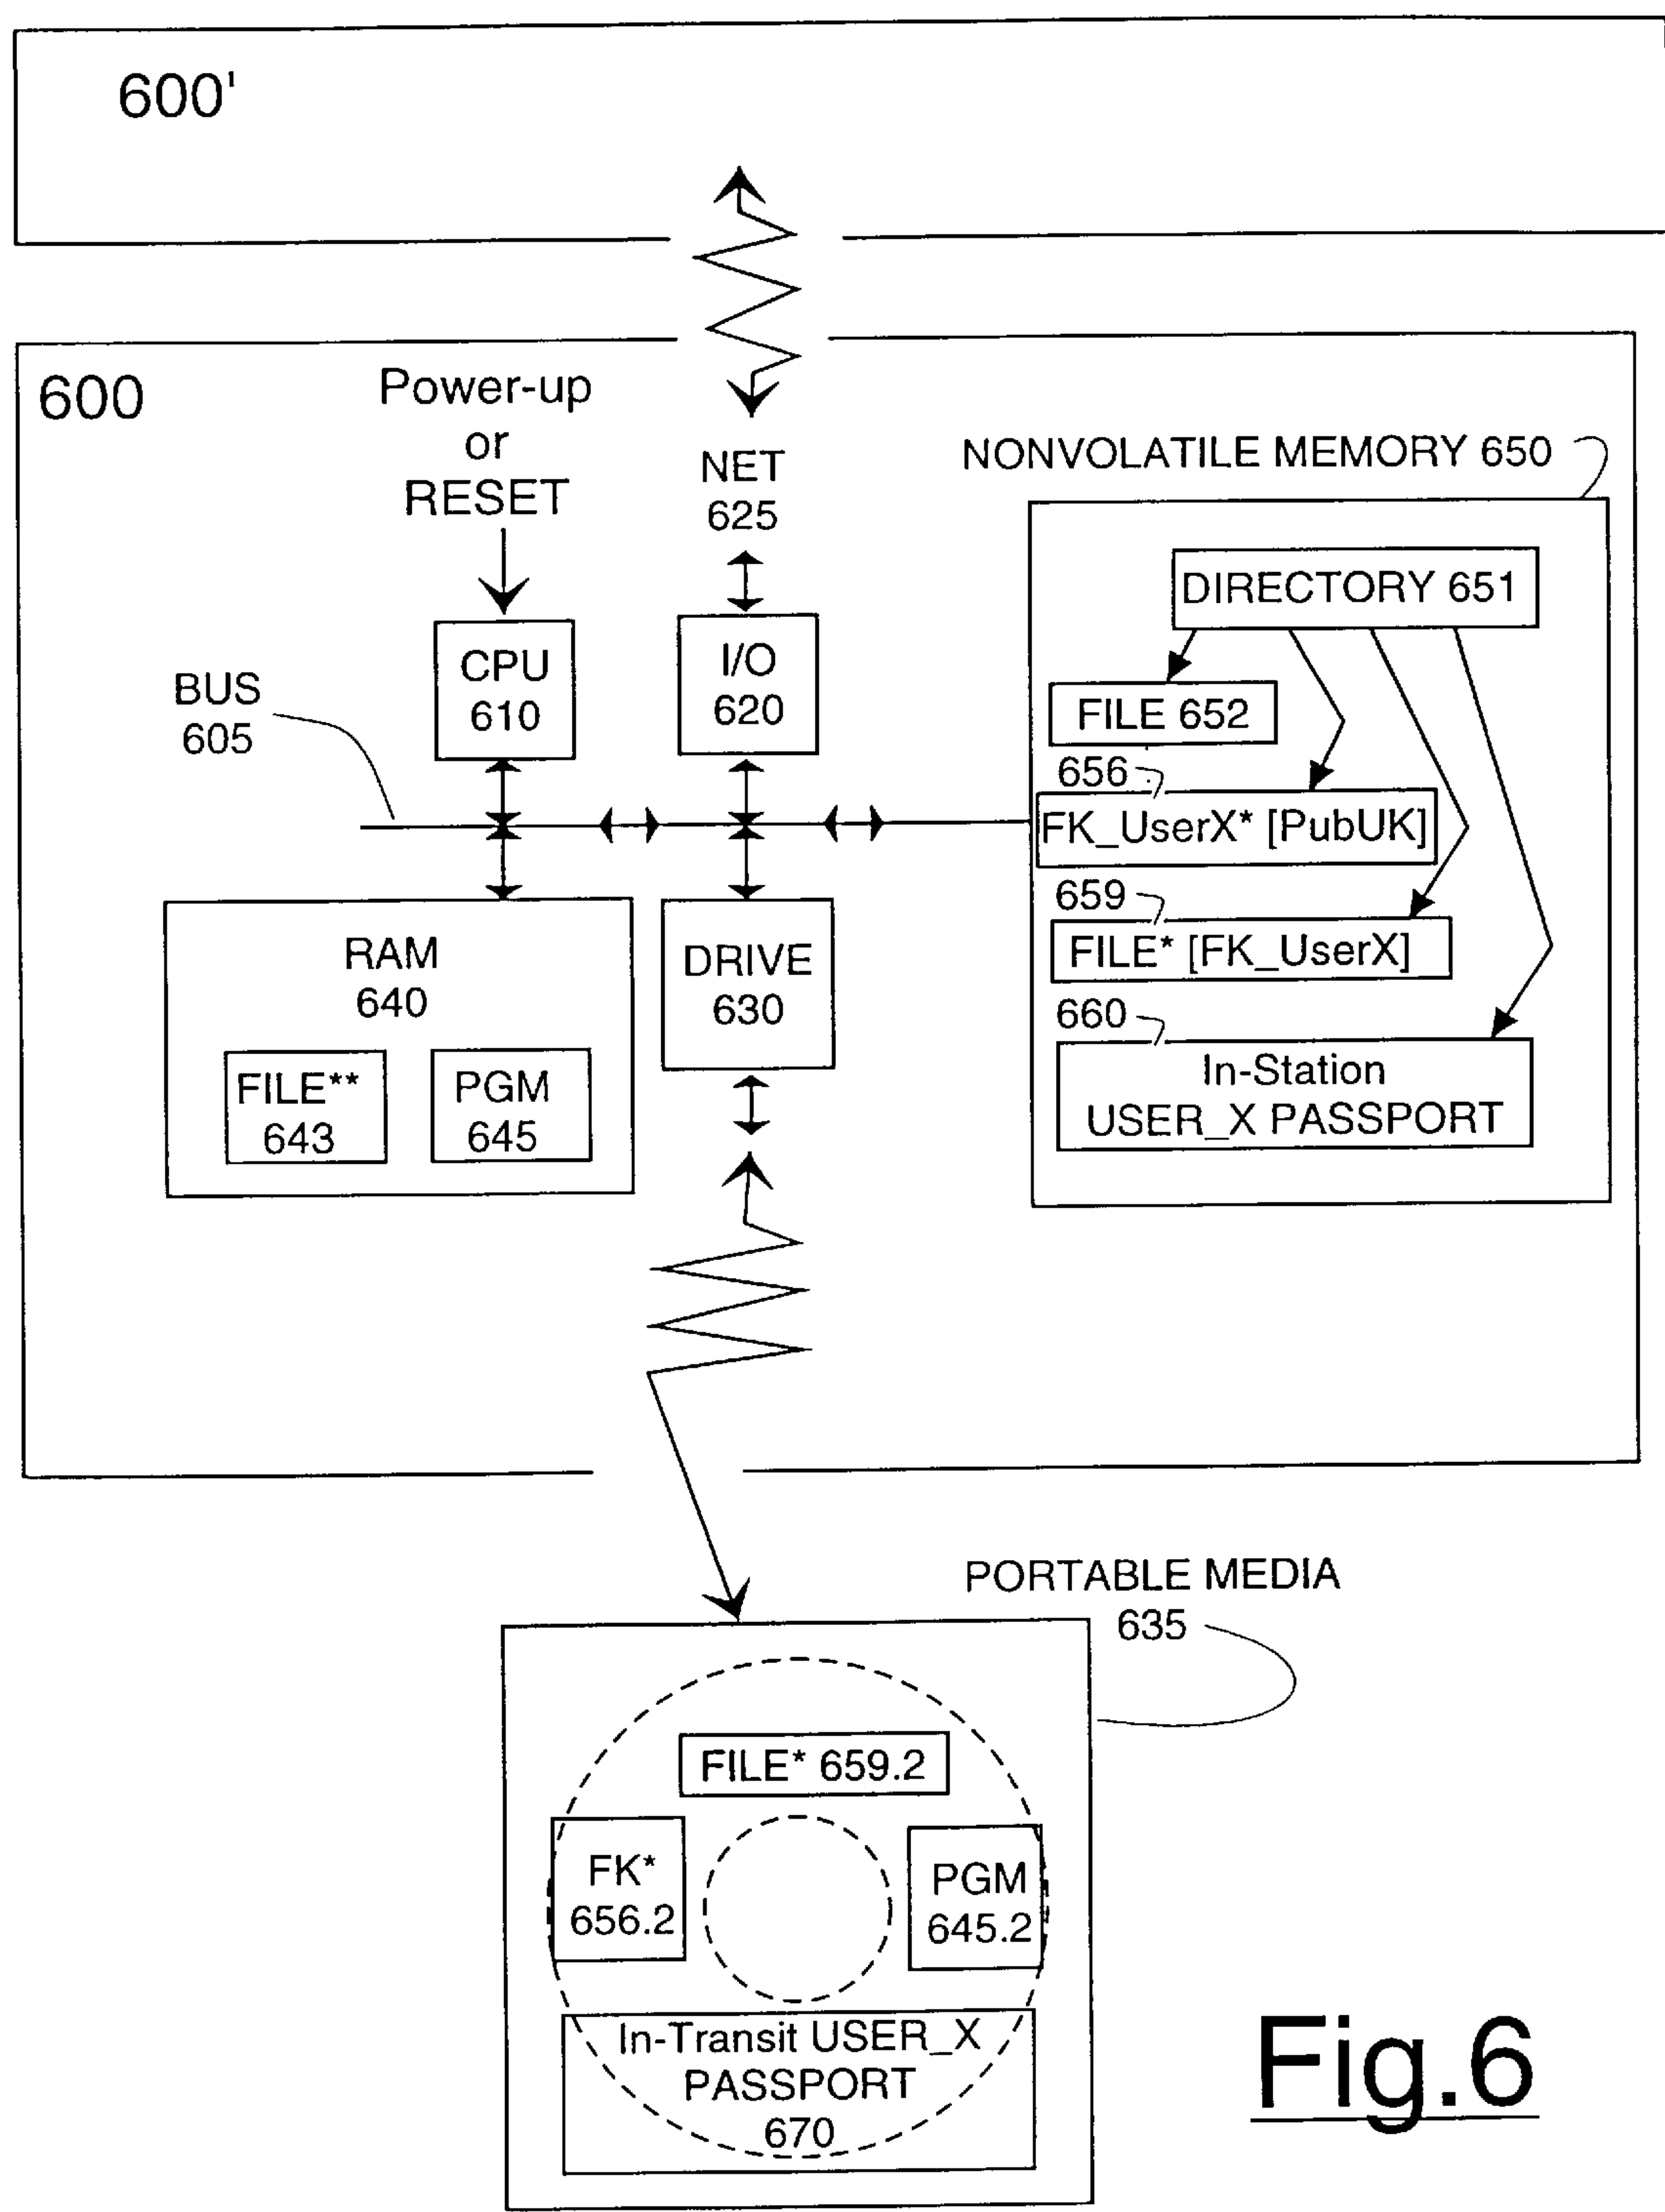 600'
600
Power-up
or
RESET
NET
625
NONVOLATILE MEMORY 650
DIRECTORY 651
CPU
610
I/O
620
BUS
605
FILE 652
656
FK_UserX* [PubUK]
659
FILE* [FK_UserX]
660
In-Station
USER_X PASSPORT
RAM
640
FILE**
643
PGM
645
DRIVE
630
PORTABLE MEDIA
635
FILE* 659.2
FK*
656.2
PGM
645.2
In-Transit USER_X
PASSPORT
670
Fig.6